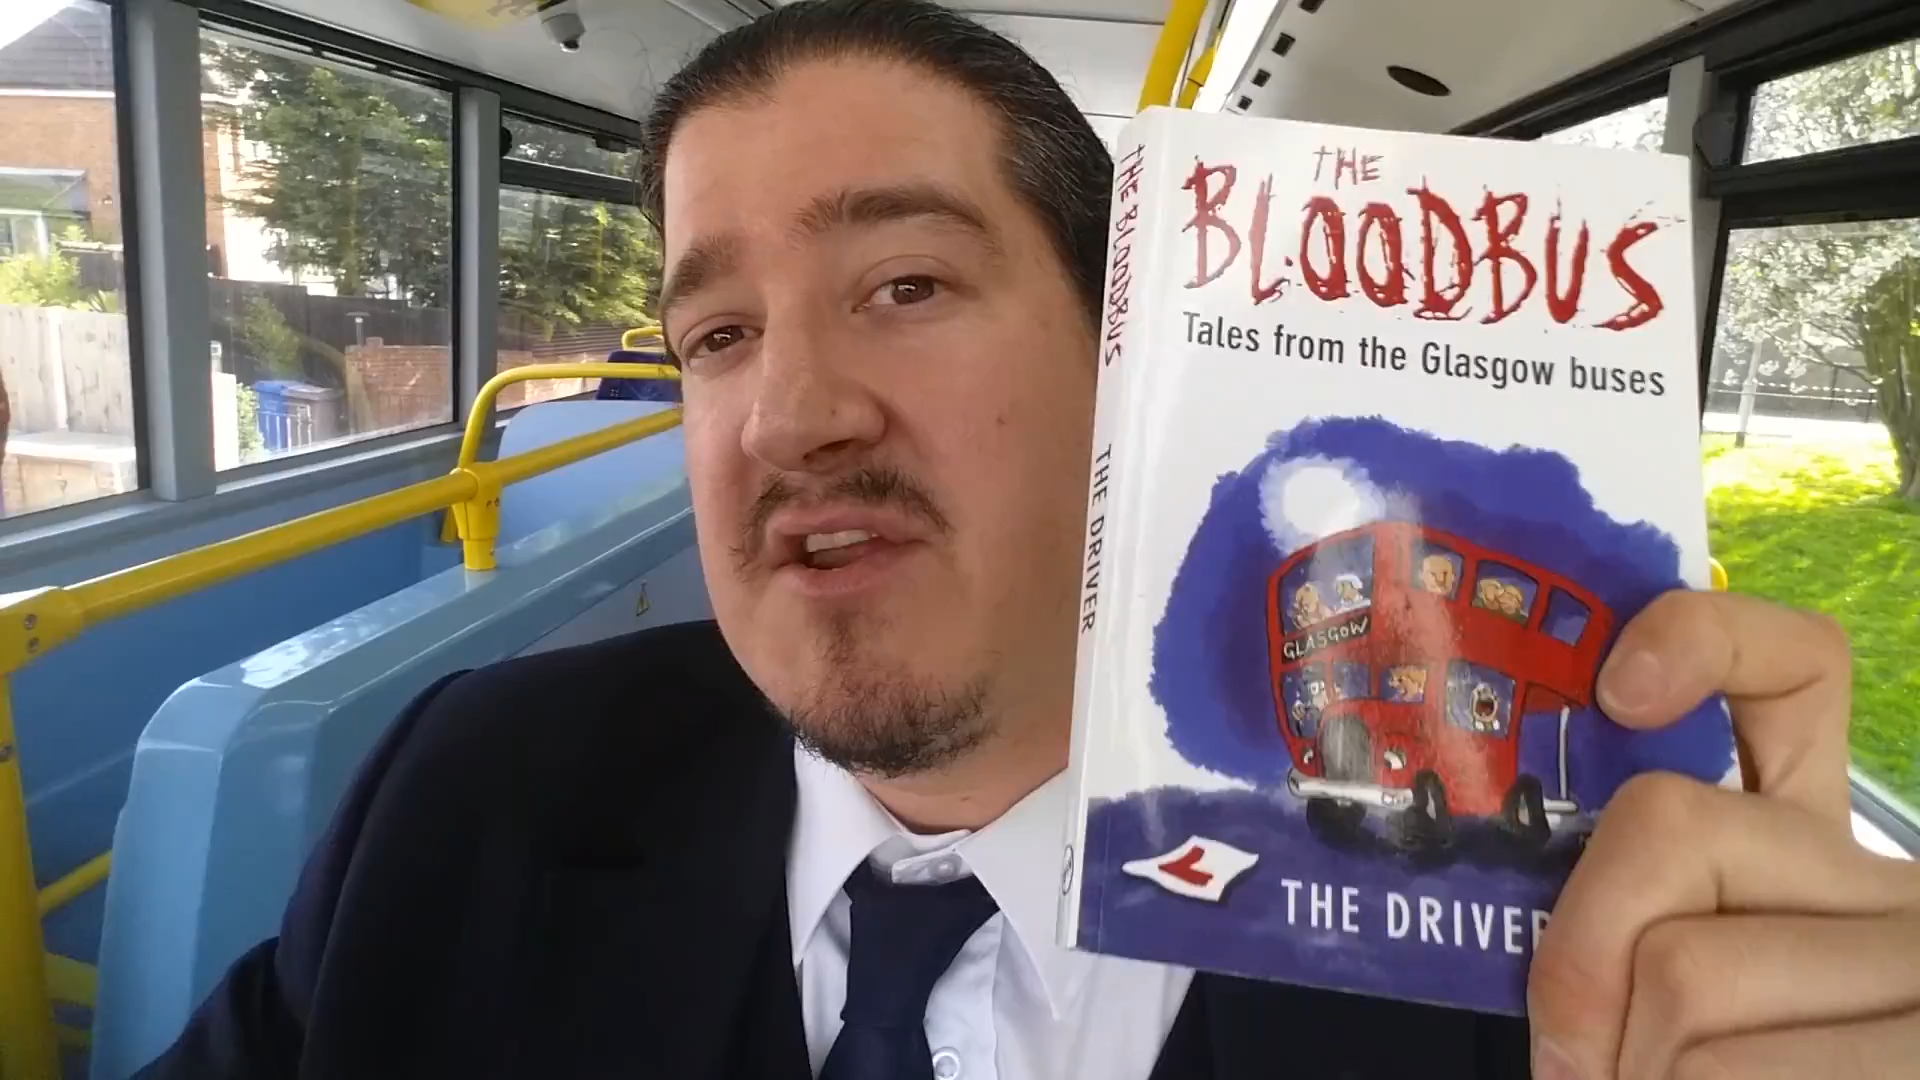 THE
BLOODBUS
Tales from the Glasgow buses
GLASGOW
L
THE DRIVER
THE BLOODBUS THE DRIVER